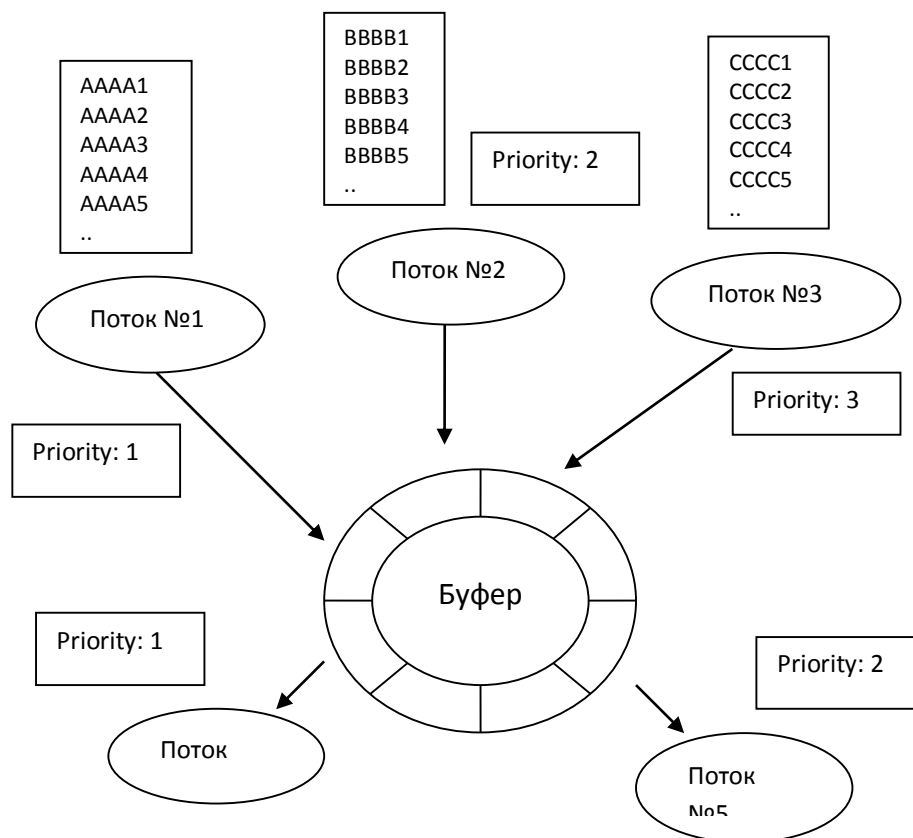 AAAA1
AAAA2
AAAA3
AAAA4
AAAA5
..
BBBB1
BBBB2
BBBB3
BBBB4
BBBB5
..
Priority: 2
CCCC1
CCCC2
CCCC3
CCCC4
CCCC5
..
Поток №1
Поток №2
Поток №3
Priority: 1
Priority: 3
Буфер
Priority: 1
Priority: 2
Поток
Поток
№5